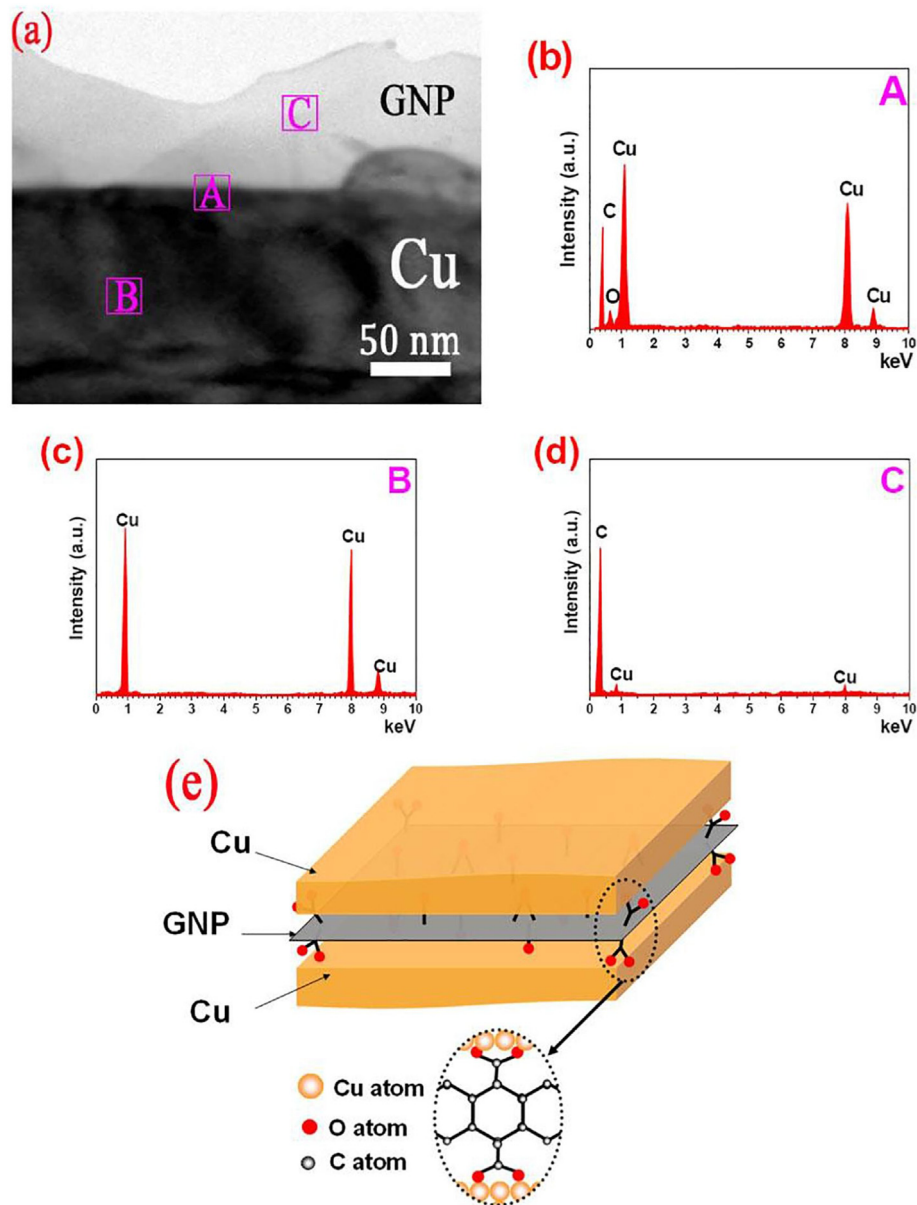 (a)
GNP
C
A
Cu
B
50 nm
(b)
A
Intensity (a.u.)
Cu
C
O
Cu
Cu
0 1 2 3 4 5 6 7 8 9 10
keV
(c)
B
Intensity (a.u.)
Cu
Cu
Cu
0 1 2 3 4 5 6 7 8 9 10
keV
(d)
C
Intensity (a.u.)
C
Cu
Cu
0 1 2 3 4 5 6 7 8 9 10
keV
(e)
Cu
GNP
Cu
Cu atom
O atom
C atom